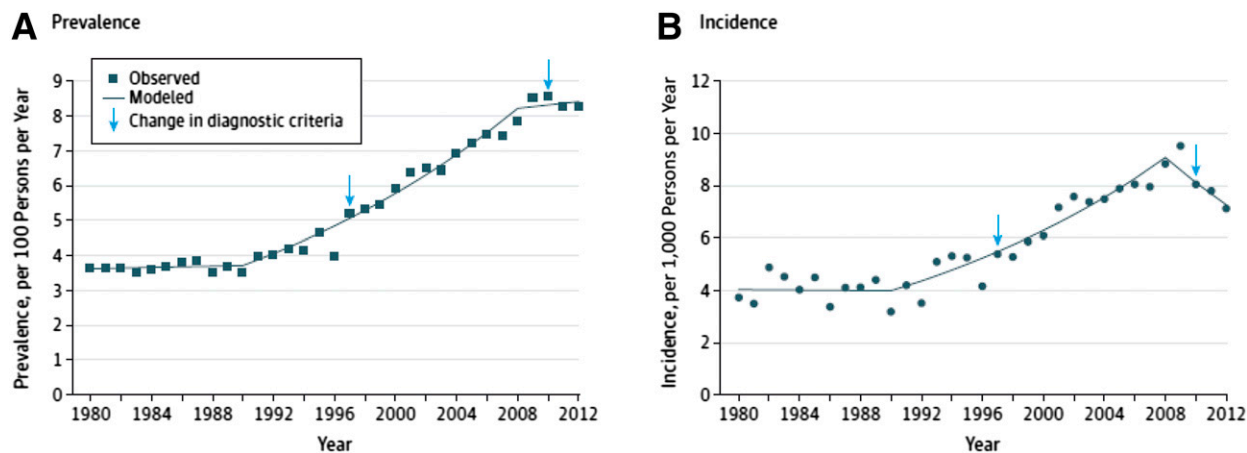 A Prevalence
Observed
Modeled
Change in diagnostic criteria
Prevalence, per 100 Persons per Year
9
8
7
6
5
4
3
2
1
0
1980 1984 1988 1992 1996 2000 2004 2008 2012
Year
B Incidence
Incidence, per 1,000 Persons per Year
12
10
8
6
4
2
0
1980 1984 1988 1992 1996 2000 2004 2008 2012
Year